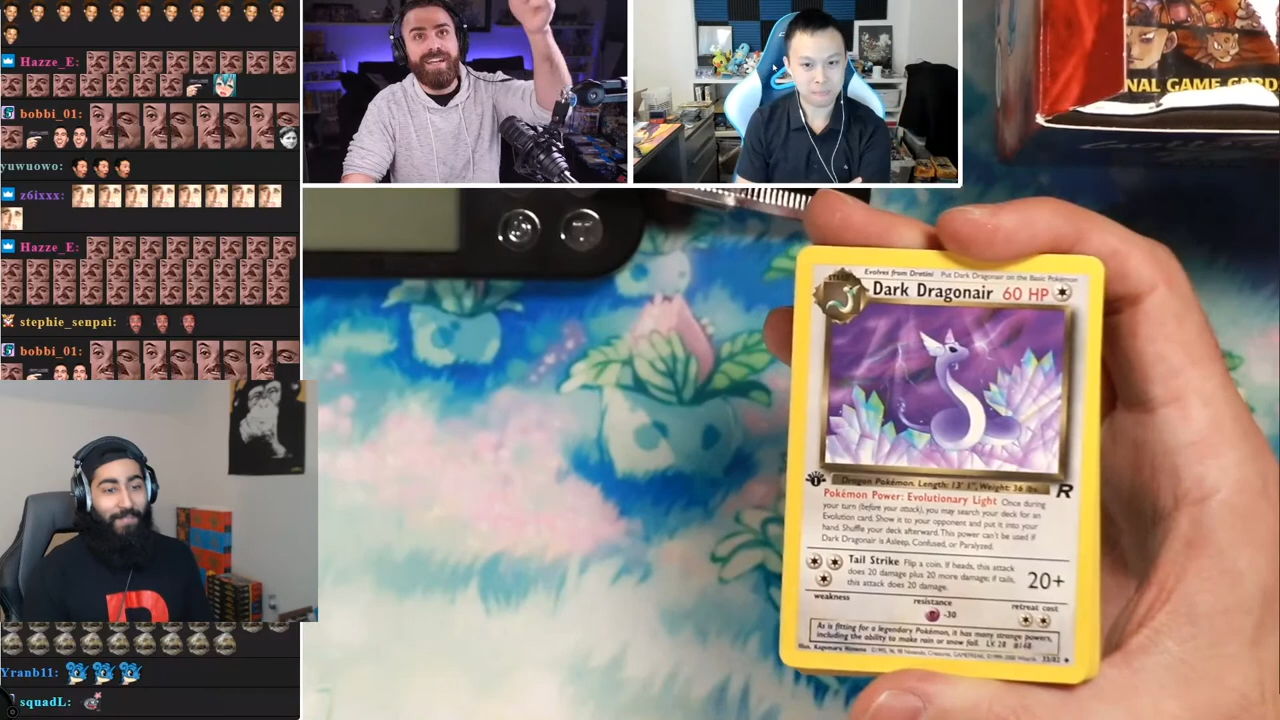 Hazze_E:
bobbi_01:
yuwuowo:
z6ixxx:
Hazze_E:
stephie_senpai:
bobbi_01:
Yranb11:
squadL:
NAL GAME CARD
Evolves from Dratini Put Dark Dragonair on the Basic Pokémon
Dark Dragonair 60 HP
Dragon Pokémon. Length: 13' 1", Weight: 36 lbs.
R
Pokémon Power: Evolutionary Light Once during
your turn (before your attack), you may search your deck for an
Evolution card. Show it to your opponent and put it into your
hand. Shuffle your deck afterward. This power can't be used if
Dark Dragonair is Asleep, Confused, or Paralyzed.
Tail Strike Flip a coin. If heads, this attack
does 20 damage plus 20 more damage; if tails,
this attack does 20 damage.
20+
weakness
resistance
-30
retreat cost
As is fitting for a legendary Pokémon, it has many strange powers,
including the ability to make rain or snow fall. LV. 28 #148
33/82